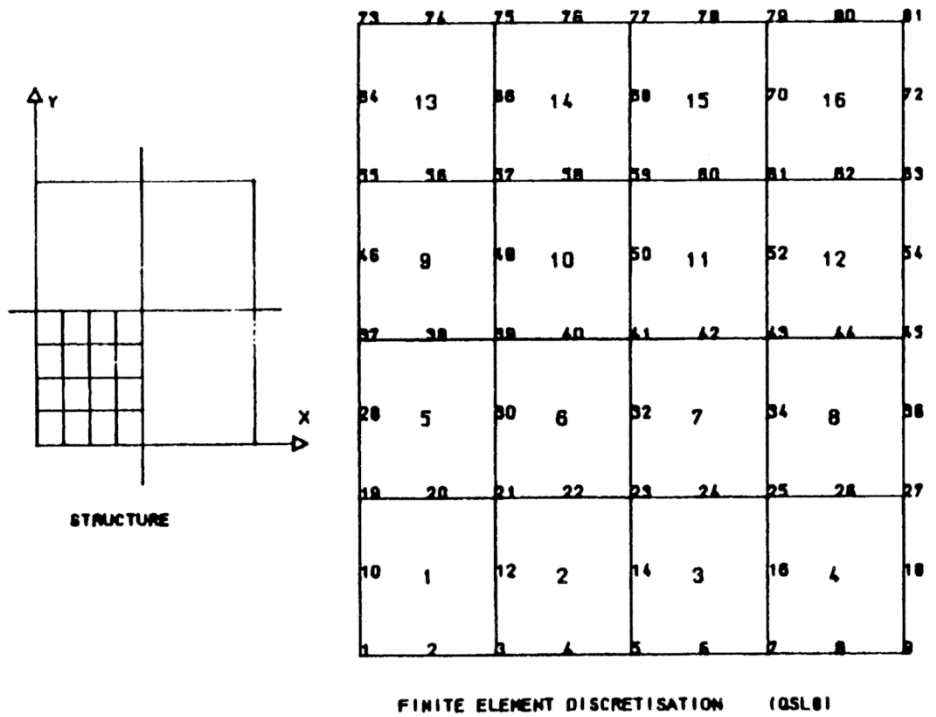 73 74 75 76 77 78 79 80 81
64 13 66 14 68 15 70 16 72
55 56 57 58 59 60 61 62 63
46 9 48 10 50 11 52 12 54
37 38 39 40 41 42 43 44 45
28 5 30 6 32 7 34 8 36
19 20 21 22 23 24 25 26 27
10 1 12 2 14 3 16 4 18
1 2 3 4 5 6 7 8 9
Y
X
STRUCTURE
FINITE ELEMENT DISCRETISATION (QSL8)